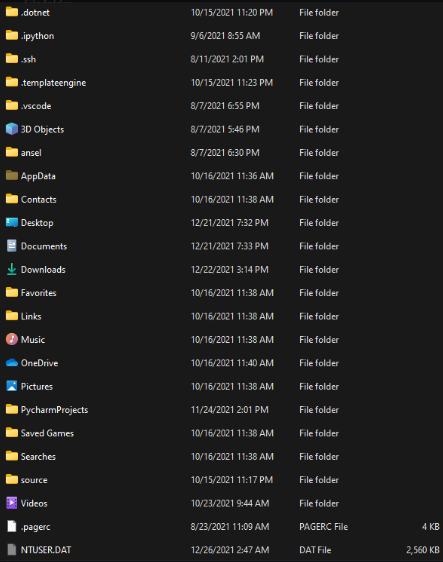 .dotnet 10/15/2021 11:20 PM File folder
.ipython 9/6/2021 8:55 AM File folder
.ssh 8/11/2021 2:01 PM File folder
.templateengine 10/15/2021 11:23 PM File folder
.vscode 8/7/2021 6:55 PM File folder
3D Objects 8/7/2021 5:46 PM File folder
ansel 8/7/2021 6:30 PM File folder
AppData 10/16/2021 11:36 AM File folder
Contacts 10/16/2021 11:38 AM File folder
Desktop 12/21/2021 7:32 PM File folder
Documents 12/21/2021 7:33 PM File folder
Downloads 12/22/2021 3:14 PM File folder
Favorites 10/16/2021 11:38 AM File folder
Links 10/16/2021 11:38 AM File folder
Music 10/16/2021 11:38 AM File folder
OneDrive 10/16/2021 11:40 AM File folder
Pictures 10/16/2021 11:38 AM File folder
PycharmProjects 11/24/2021 2:01 PM File folder
Saved Games 10/16/2021 11:38 AM File folder
Searches 10/16/2021 11:38 AM File folder
source 10/15/2021 11:17 PM File folder
Videos 10/23/2021 9:44 AM File folder
.pagerc 8/23/2021 11:09 AM PAGERC File 4 KB
NTUSER.DAT 12/26/2021 2:47 AM DAT File 2,560 KB